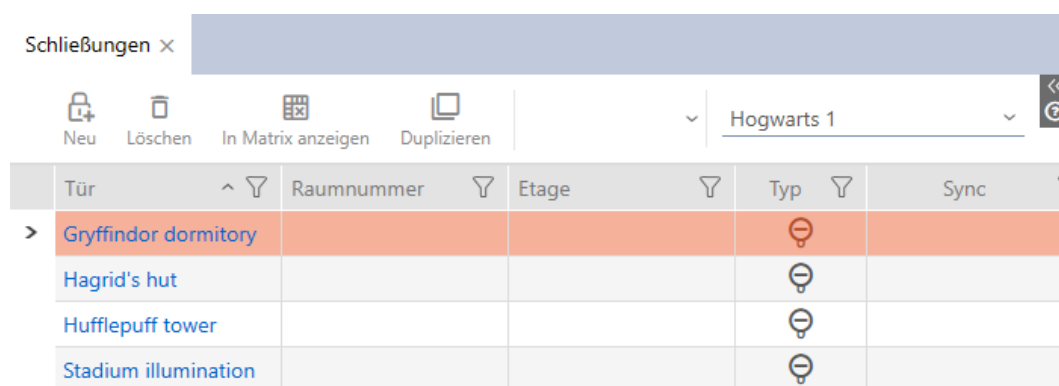 Schließungen
Neu Löschen In Matrix anzeigen Duplizieren Hogwarts 1
Tür Raumnummer Etage Typ Sync
Gryffindor dormitory
Hagrid's hut
Hufflepuff tower
Stadium illumination